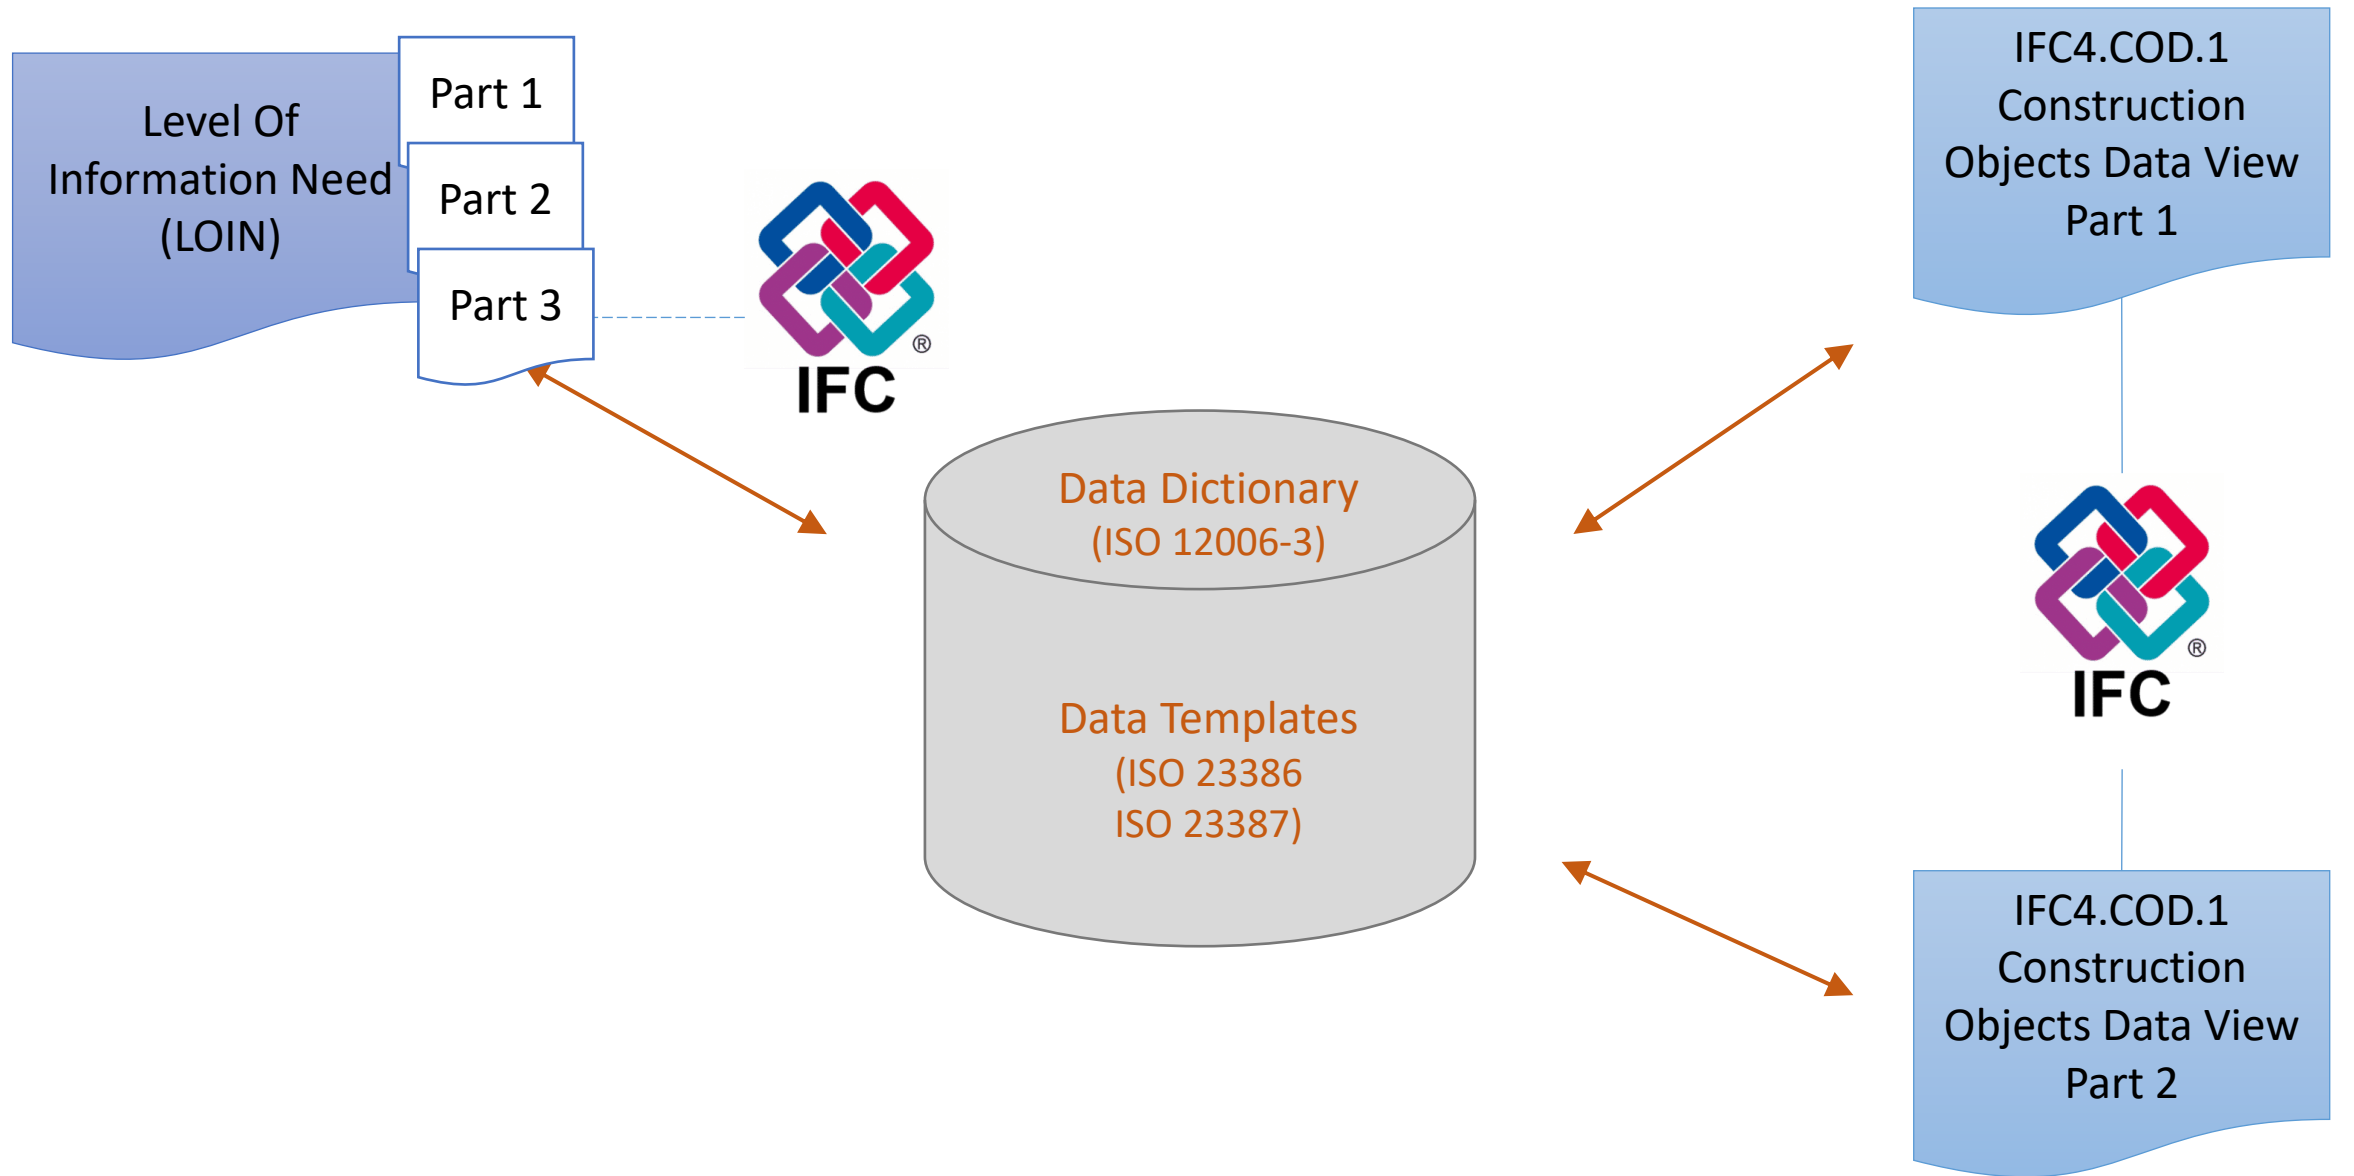 Level Of
Information Need
(LOIN)
Part 1
Part 2
Part 3
®
IFC
Data Dictionary
(ISO 12006-3)
Data Templates
(ISO 23386
ISO 23387)
IFC4.COD.1
Construction
Objects Data View
Part 1
®
IFC
IFC4.COD.1
Construction
Objects Data View
Part 2